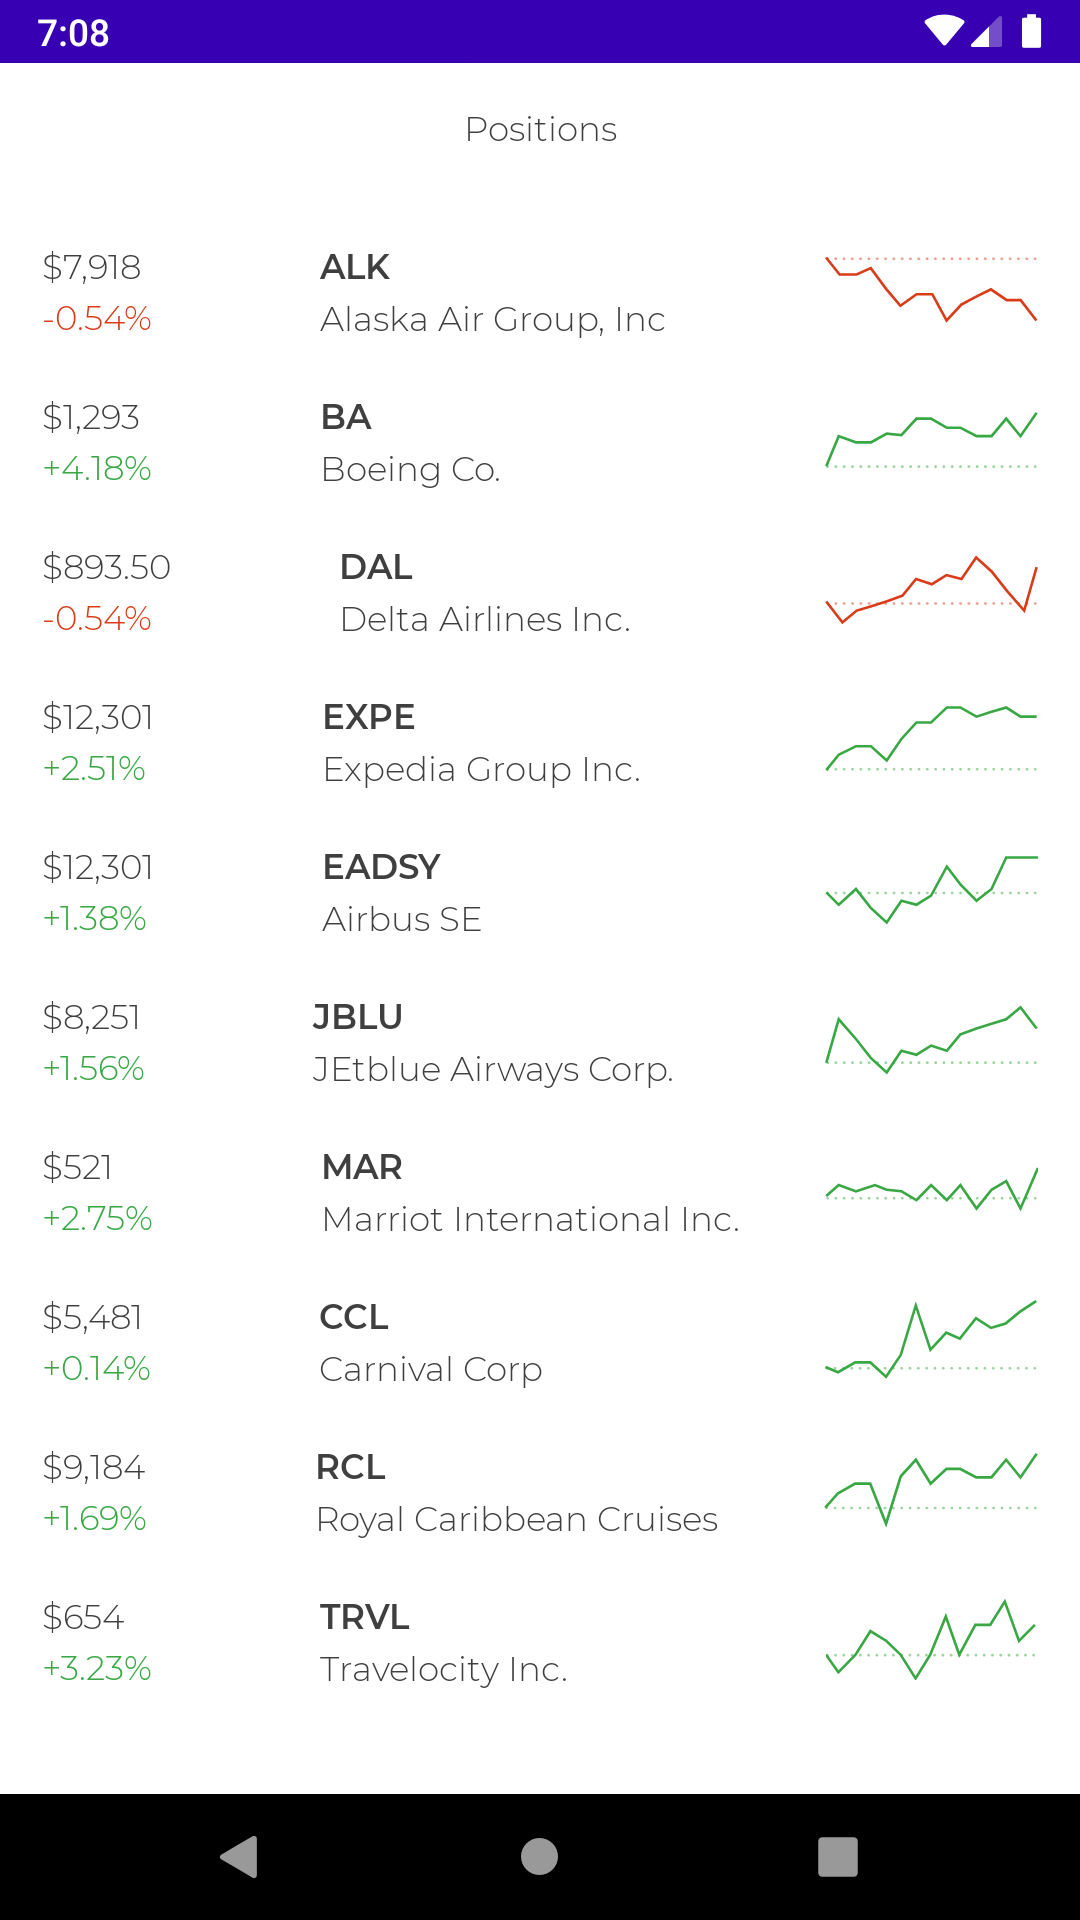 7:08
Positions
$7,918 ALK
-0.54% Alaska Air Group, Inc
$1,293 BA
+4.18% Boeing Co.
$893.50 DAL
-0.54% Delta Airlines Inc.
$12,301 EXPE
+2.51% Expedia Group Inc.
$12,301 EADSY
+1.38% Airbus SE
$8,251 JBLU
+1.56% JEtblue Airways Corp.
$521 MAR
+2.75% Marriot International Inc.
$5,481 CCL
+0.14% Carnival Corp
$9,184 RCL
+1.69% Royal Caribbean Cruises
$654 TRVL
+3.23% Travelocity Inc.